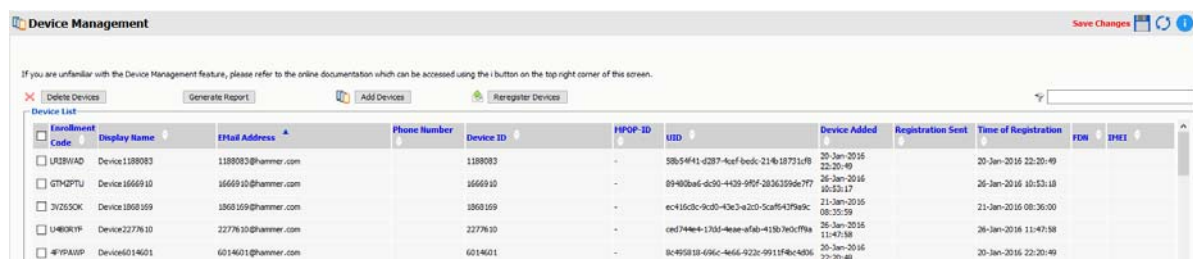 Device Management
Save Changes
If you are unfamiliar with the Device Management feature, please refer to the online documentation which can be accessed using the i button on the top right corner of this screen.
Delete Devices Generate Report Add Devices Reregister Devices
Device List
Enrollment Code Display Name EMail Address Phone Number Device ID MPOP-ID UID Device Added Registration Sent Time of Registration FDN IMEI
Device1188083 1188083@hammer.com 1188083 - 58b54f41-d287-4cef-bedc-214b18731cf8 20-Jan-2016 22:20:49 20-Jan-2016 22:20:49
GTMZPTU Device1666910 1666910@hammer.com 1666910 - 89480ba6-dc90-4439-9f0f-2836359de7f7 26-Jan-2016 10:53:17 26-Jan-2016 10:53:18
3VZ65OK Device1868169 1868169@hammer.com 1868169 - ec416c8c-9cd0-43e3-a2c0-5caf643f9a9c 21-Jan-2016 08:35:59 21-Jan-2016 08:36:00
Device2277610 2277610@hammer.com 2277610 - ced744e4-17dd-4eae-afab-415b7e0cff9a 26-Jan-2016 11:47:58 26-Jan-2016 11:47:58
4FYPAWP Device6014601 6014601@hammer.com 6014601 - 8c495818-696c-4e66-922c-9911f4bc4d06 20-Jan-2016 22:20:49 20-Jan-2016 22:20:49